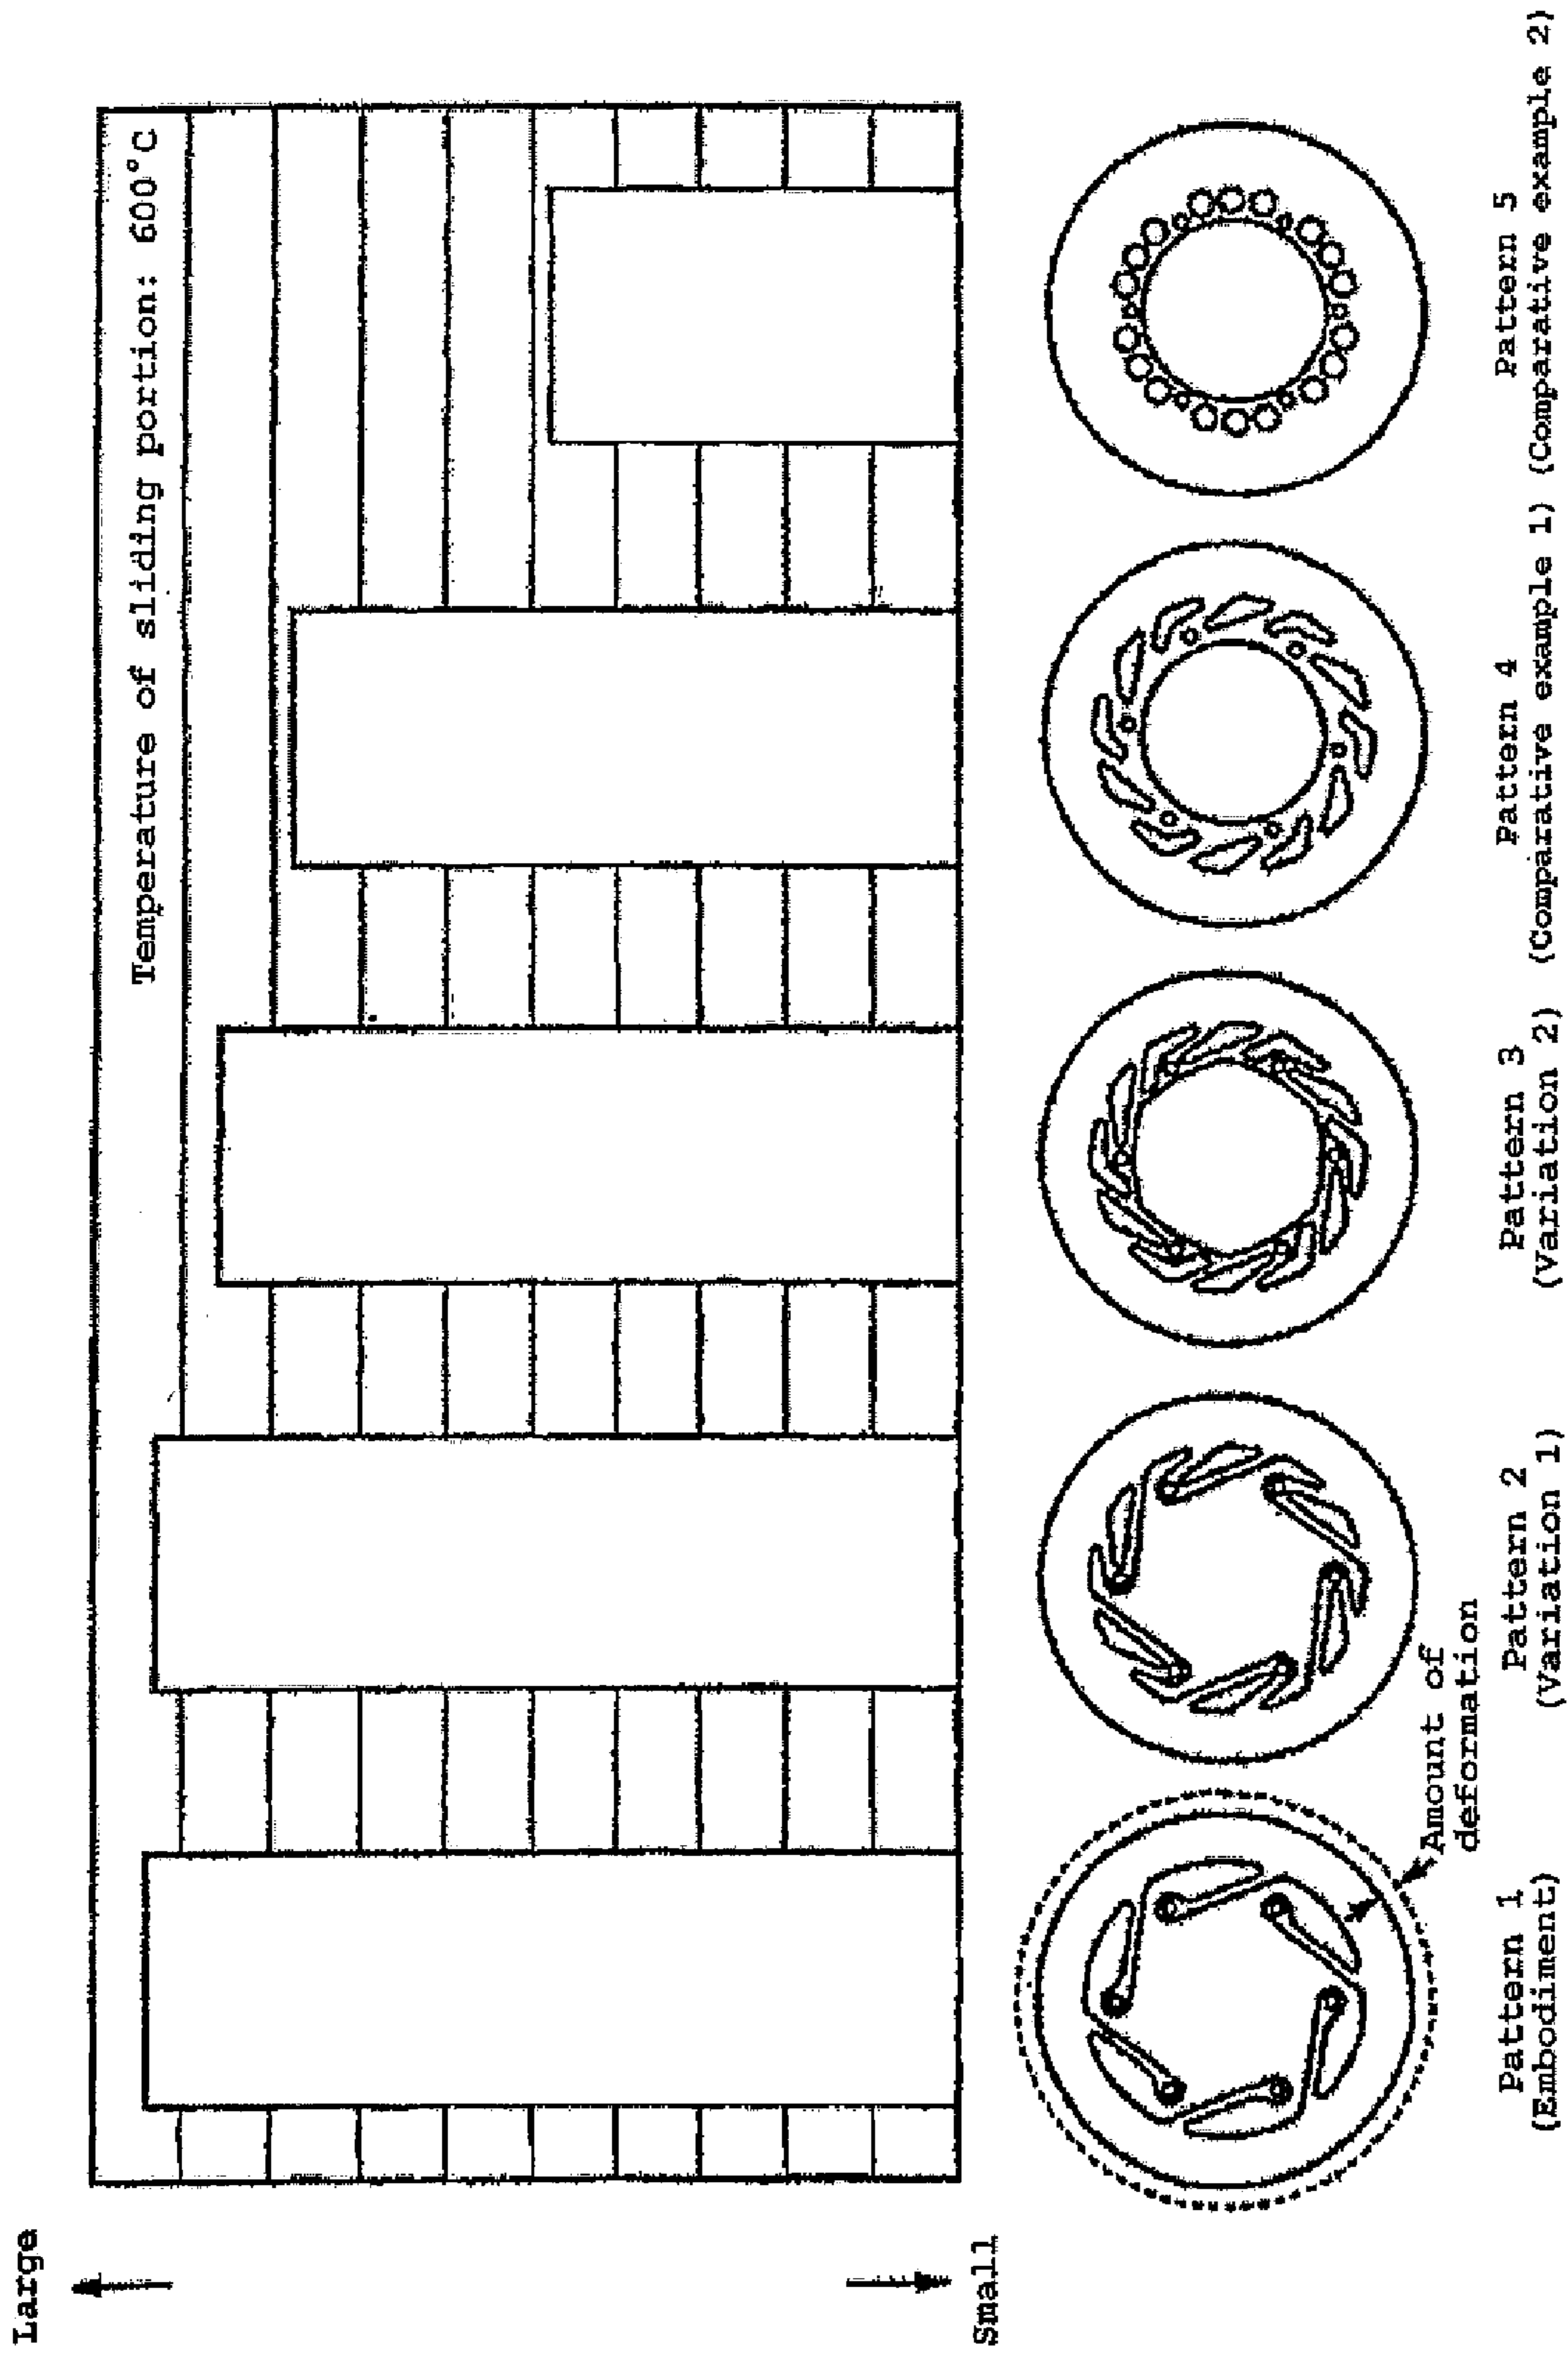 Large
Small
Temperature of sliding portion: 600°C
Amount of
deformation
Pattern 1
(Embodiment)
Pattern 2
(Variation 1)
Pattern 3
(Variation 2)
Pattern 4
(Comparative example 1)
Pattern 5
(Comparative example 2)